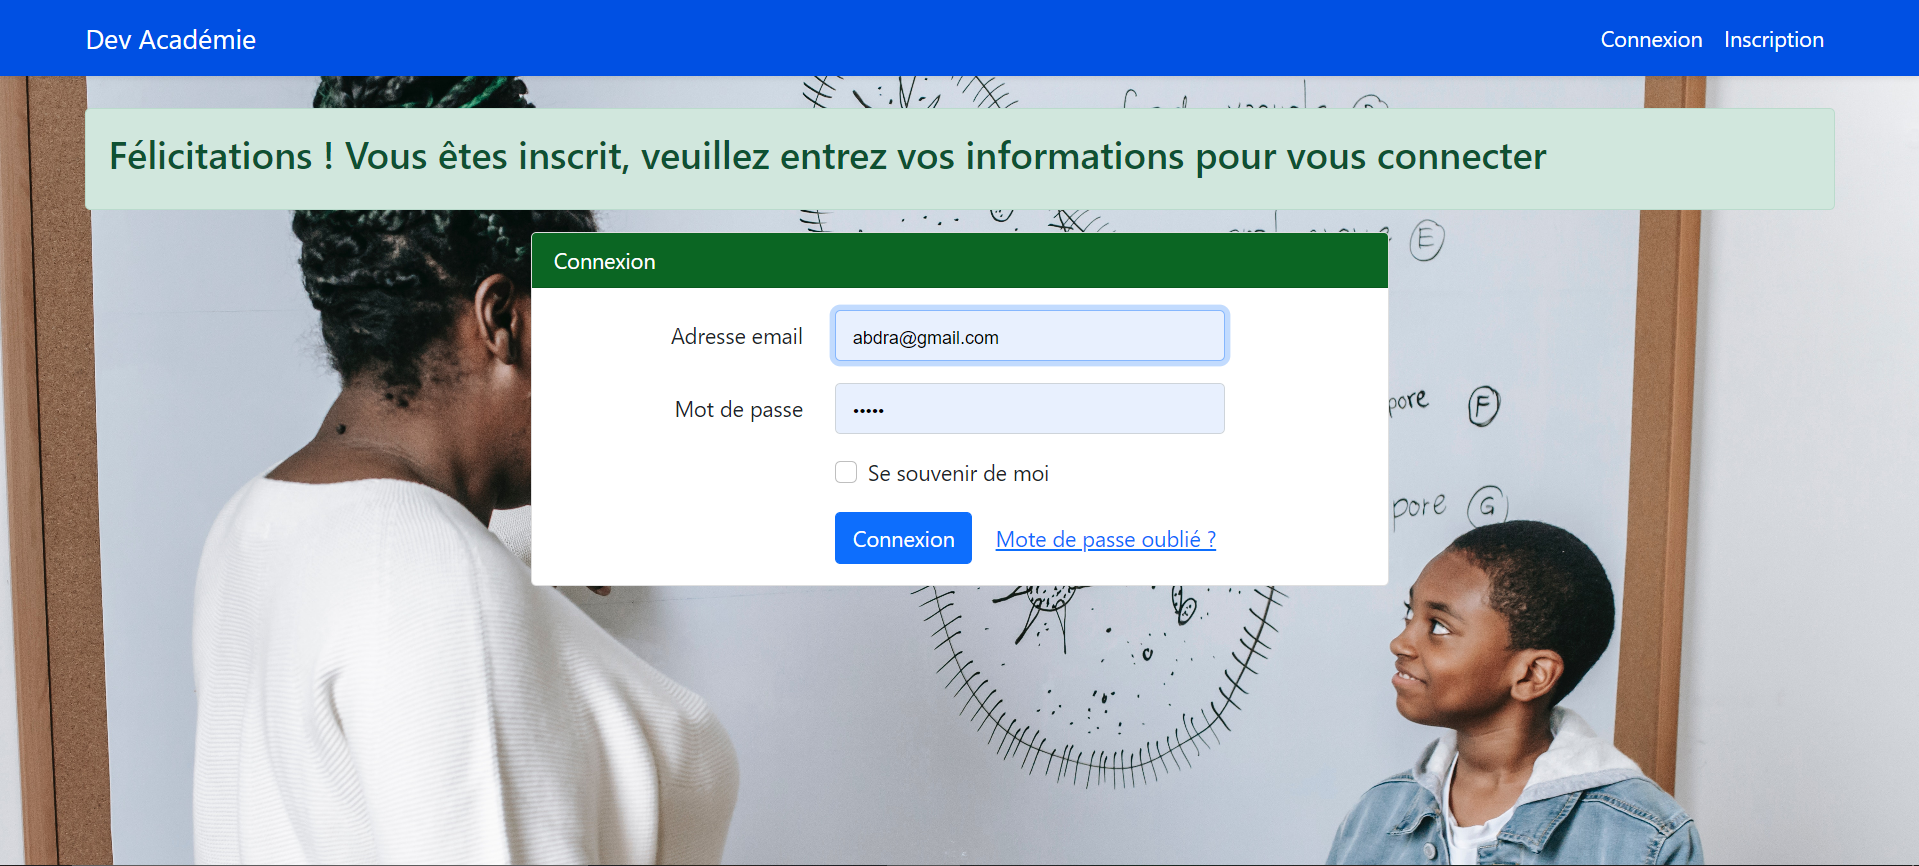 Dev Académie
Connexion Inscription
Félicitations ! Vous êtes inscrit, veuillez entrez vos informations pour vous connecter
E
Connexion
Adresse email abdra@gmail.com
Mot de passe •••••
pore F
Se souvenir de moi
pore G
Connexion Mote de passe oublié ?